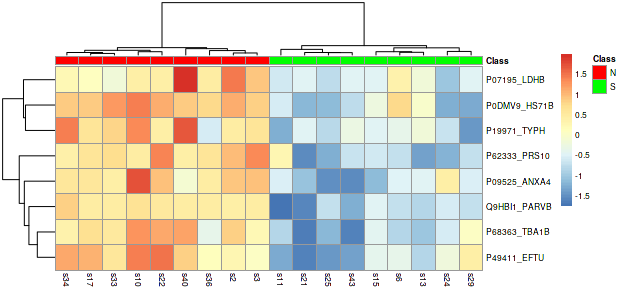 Class
Class
N
S
1.5
1
0.5
0
-0.5
-1
-1.5
P07195_LDHB
P0DMV9_HS71B
P19971_TYPH
P62333_PRS10
P09525_ANXA4
Q9HBI1_PARVB
P68363_TBA1B
P49411_EFTU
s34 s17 s33 s10 s22 s40 s36 s2 s3 s11 s21 s25 s43 s15 s6 s13 s24 s29